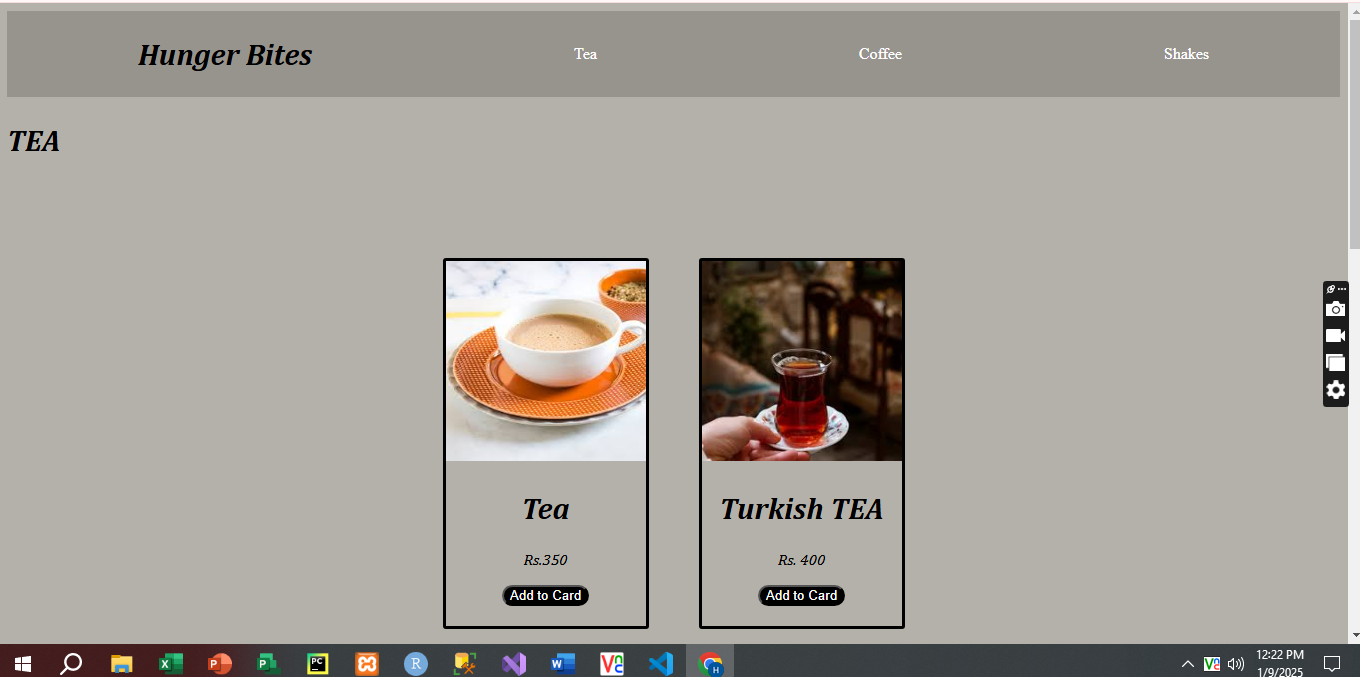 Hunger Bites Tea Coffee Shakes
TEA
Tea Turkish TEA
Rs.350 Rs. 400
Add to Card Add to Card
12:22 PM
1/9/2025